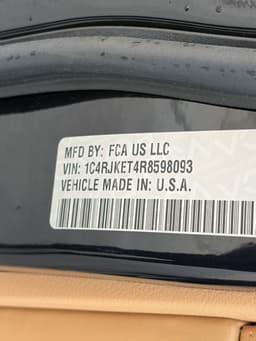 MFD BY: FCA US LLC
VIN: 1C4RJKET4R8598093
VEHICLE MADE IN: U.S.A.